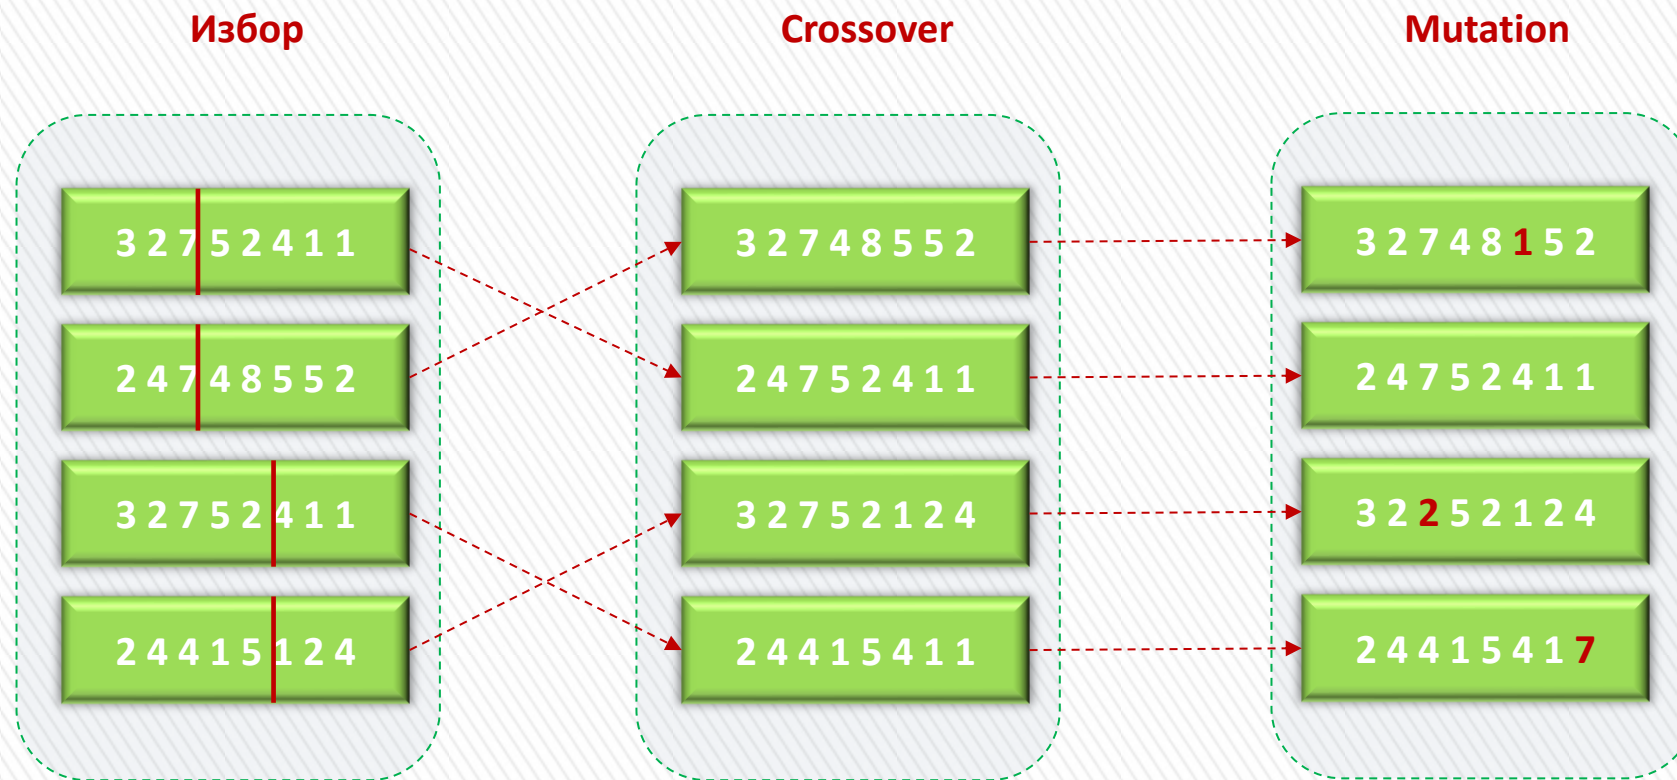 Избор
Crossover
Mutation
3 2 7 5 2 4 1 1
3 2 7 4 8 5 5 2
3 2 7 4 8 1 5 2
2 4 7 4 8 5 5 2
2 4 7 5 2 4 1 1
2 4 7 5 2 4 1 1
3 2 7 5 2 4 1 1
3 2 7 5 2 1 2 4
3 2 2 5 2 1 2 4
2 4 4 1 5 1 2 4
2 4 4 1 5 4 1 1
2 4 4 1 5 4 1 7